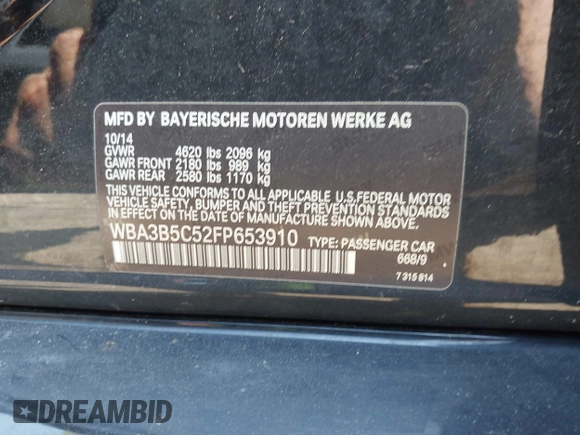 MFD BY BAYERISCHE MOTOREN WERKE AG
10/14
GVWR 4620 lbs 2096 kg
GAWR FRONT 2180 lbs 989 kg
GAWR REAR 2580 lbs 1170 kg
THIS VEHICLE CONFORMS TO ALL APPLICABLE U.S.FEDERAL MOTOR
VEHICLE SAFETY, BUMPER AND THEFT PREVENTION STANDARDS
IN EFFECT ON THE DATE OF MANUFACTURE SHOWN ABOVE.
WBA3B5C52FP653910 TYPE: PASSENGER CAR
668/9
7 315 814
DREAMBID